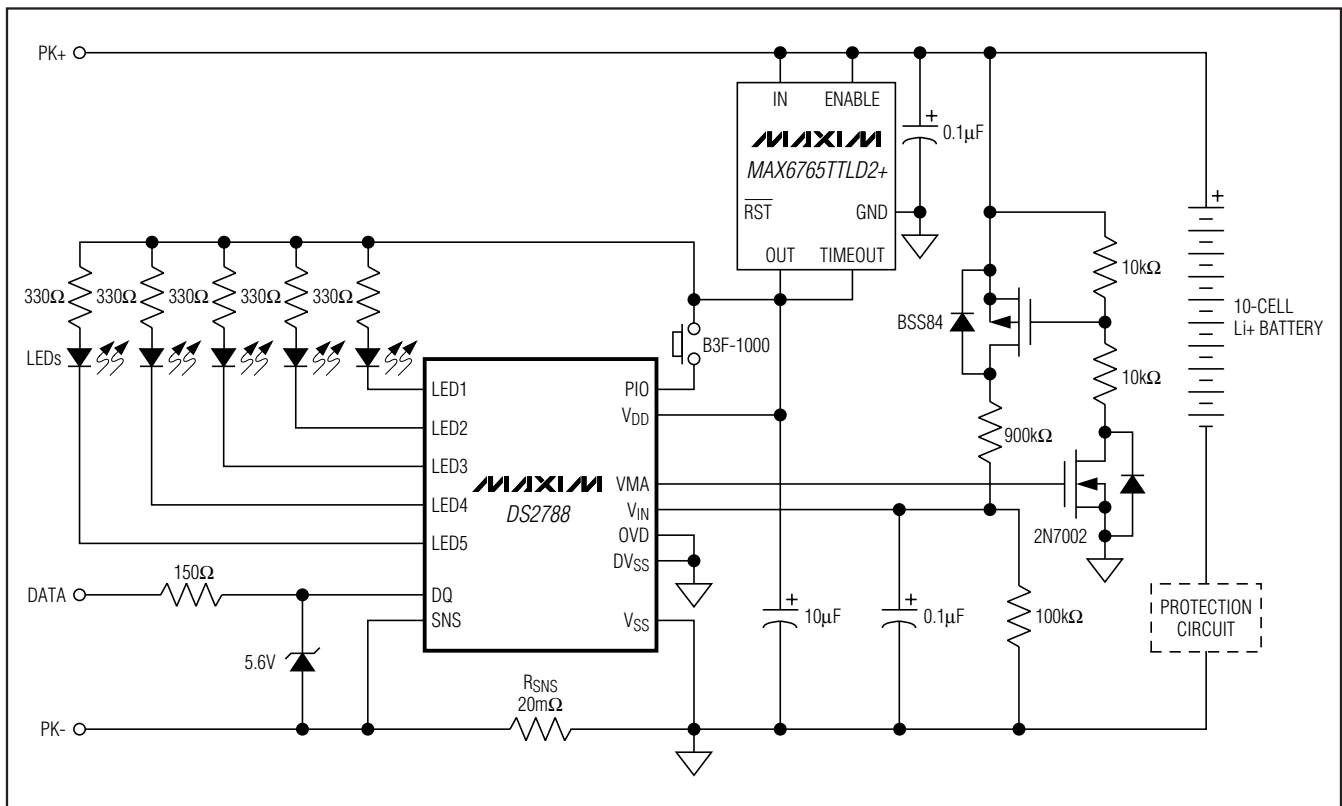 PK+
IN ENABLE
+
0.1µF
MAXIM
MAX6765TTLD2+
RST GND
OUT TIMEOUT
+
10kΩ
10-CELL
Li+ BATTERY
330Ω 330Ω 330Ω 330Ω 330Ω
BSS84
LEDs
B3F-1000
10kΩ
LED1 PIO
VDD
900kΩ
LED2
LED3
MAXIM VMA
DS2788
LED4 VIN
OVD
2N7002
LED5 DVSS
150Ω
DATA DQ
SNS VSS
+
10µF
+
0.1µF
100kΩ
PROTECTION
CIRCUIT
5.6V
RSNS
20mΩ
PK-